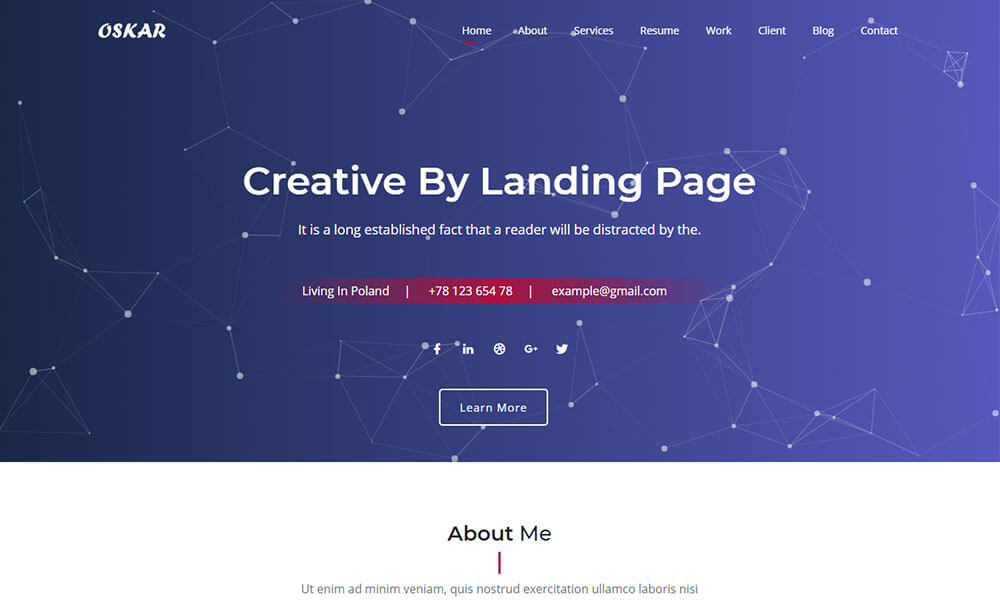 OSKAR
Home About Services Resume Work Client Blog Contact
Creative By Landing Page
It is a long established fact that a reader will be distracted by the.
Living In Poland | +78 123 654 78 | example@gmail.com
Learn More
About Me
Ut enim ad minim veniam, quis nostrud exercitation ullamco laboris nisi